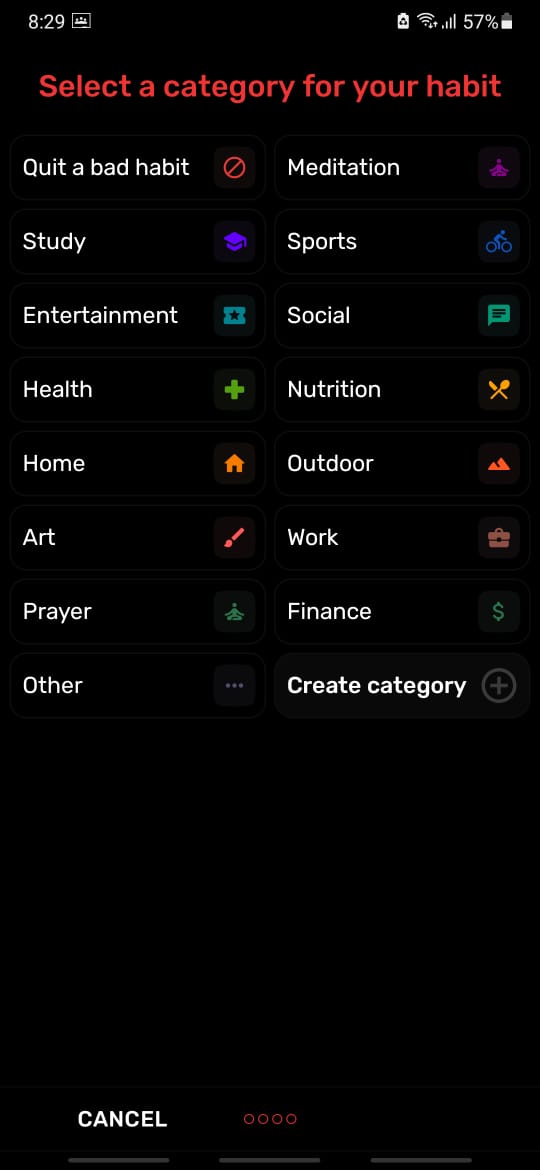 8:29 57%
Select a category for your habit
Quit a bad habit Meditation
Study Sports
Entertainment Social
Health Nutrition
Home Outdoor
Art Work
Prayer Finance
Other Create category
CANCEL